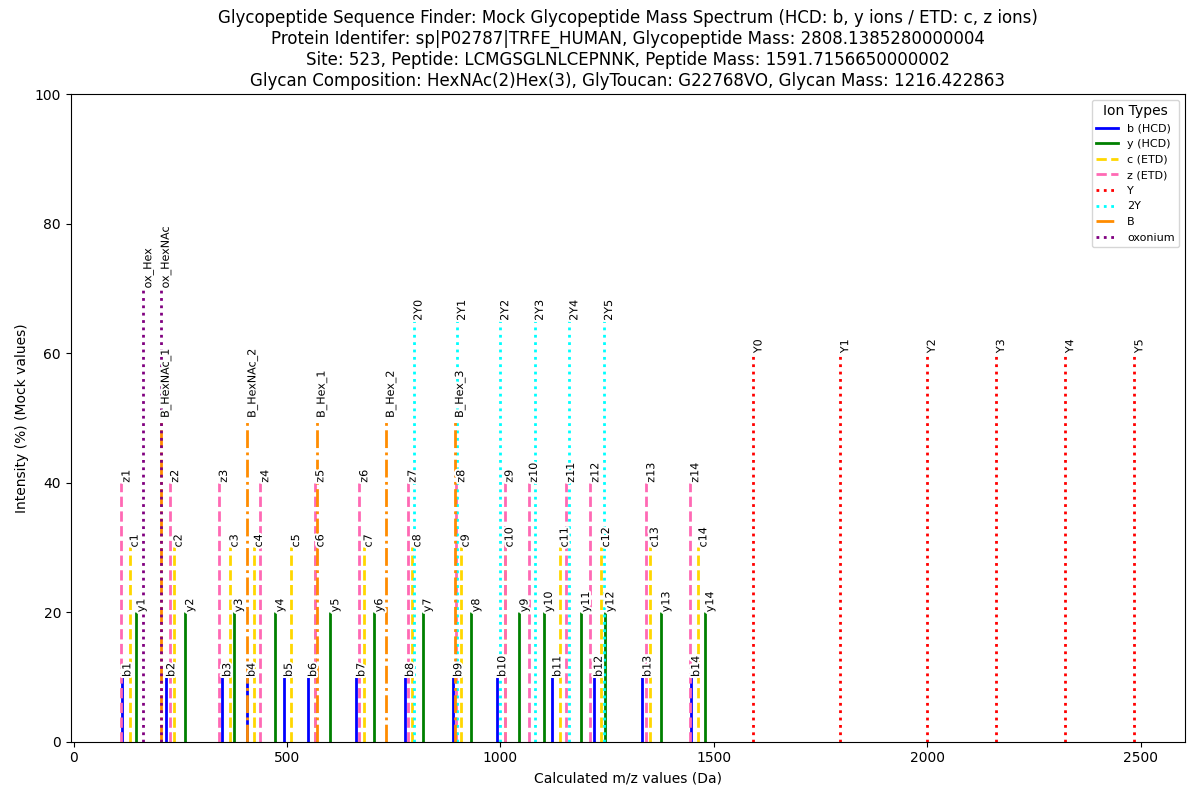 Glycopeptide Sequence Finder: Mock Glycopeptide Mass Spectrum (HCD: b, y ions / ETD: c, z ions)
Protein Identifer: sp|P02787|TRFE_HUMAN, Glycopeptide Mass: 2808.1385280000004
Site: 523, Peptide: LCMGSGLNLCEPNNK, Peptide Mass: 1591.7156650000002
Glycan Composition: HexNAc(2)Hex(3), GlyToucan: G22768VO, Glycan Mass: 1216.422863
100
80
60
40
20
0
Intensity (%) (Mock values)
Ion Types
b (HCD)
y (HCD)
c (ETD)
z (ETD)
Y
2Y
B
oxonium
ox_Hex
ox_HexNAc
2Y0
2Y1
2Y2
2Y3
2Y4
2Y5
Y0
Y1
Y2
Y3
Y4
Y5
B_HexNAc_1
B_HexNAc_2
B_Hex_1
B_Hex_2
B_Hex_3
z1
z2
z3
z4
z5
z6
z7
z8
z9
z10
z11
z12
z13
z14
c1
c2
c3
c4
c5
c6
c7
c8
c9
c10
c11
c12
c13
c14
y1
y2
y3
y4
y5
y6
y7
y8
y9
y10
y11
y12
y13
y14
b1
b2
b3
b4
b5
b6
b7
b8
b9
b10
b11
b12
b13
b14
0
500
1000
1500
2000
2500
Calculated m/z values (Da)